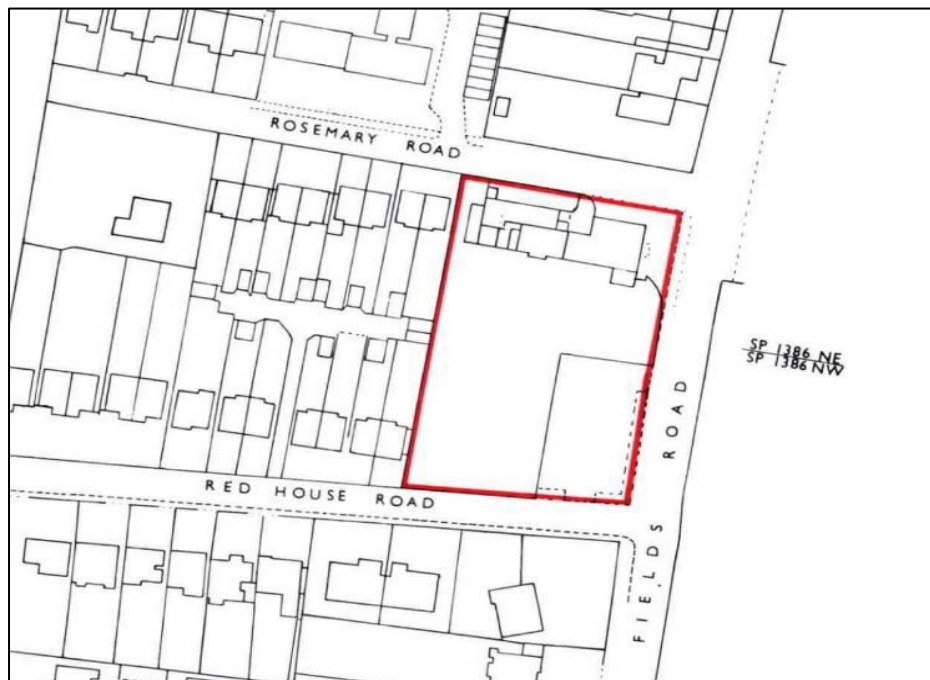 ROSEMARY ROAD
SP 1386 NE
SP 1386 NW
RED HOUSE ROAD
FIELDS ROAD